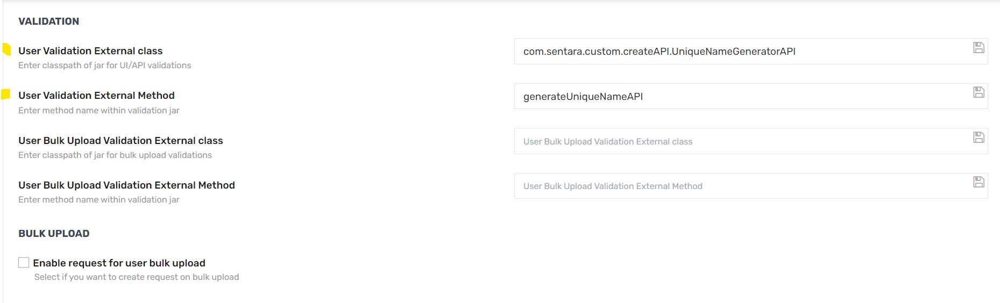 VALIDATION
User Validation External class
com.sentara.custom.createAPI.UniqueNameGeneratorAPI
Enter classpath of jar for UI/API validations
User Validation External Method
generateUniqueNameAPI
Enter method name within validation jar
User Bulk Upload Validation External class
User Bulk Upload Validation External class
Enter classpath of jar for bulk upload validations
User Bulk Upload Validation External Method
User Bulk Upload Validation External Method
Enter method name within validation jar
BULK UPLOAD
Enable request for user bulk upload
Select if you want to create request on bulk upload